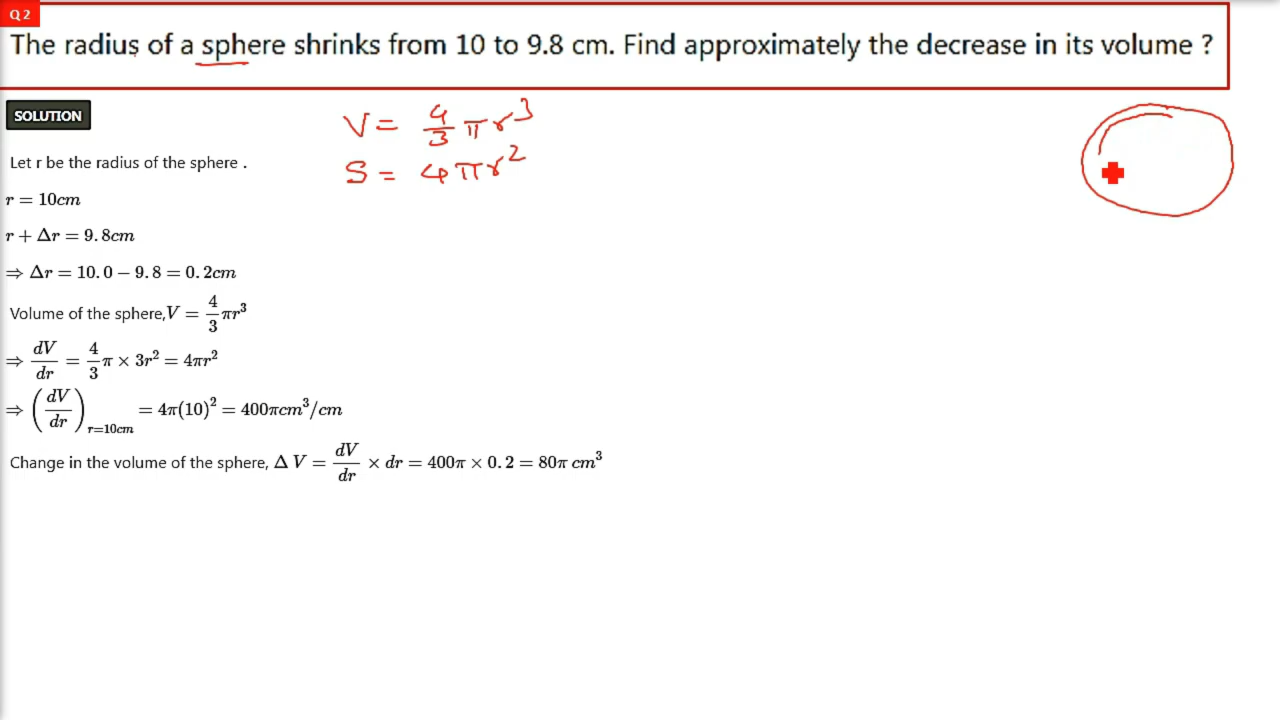 Q 2
The radius of a sphere shrinks from 10 to 9.8 cm. Find approximately the decrease in its volume ?
SOLUTION
V = 4/3 πr³
S = 4πr²
Let r be the radius of the sphere .
r = 10cm
r + Δr = 9.8cm
⇒ Δr = 10.0 − 9.8 = 0.2cm
Volume of the sphere, V = 4/3 πr³
⇒ dV/dr = 4/3 π × 3r² = 4πr²
⇒ (dV/dr)r=10cm = 4π(10)² = 400πcm³/cm
Change in the volume of the sphere, Δ V = dV/dr × dr = 400π × 0.2 = 80π cm³